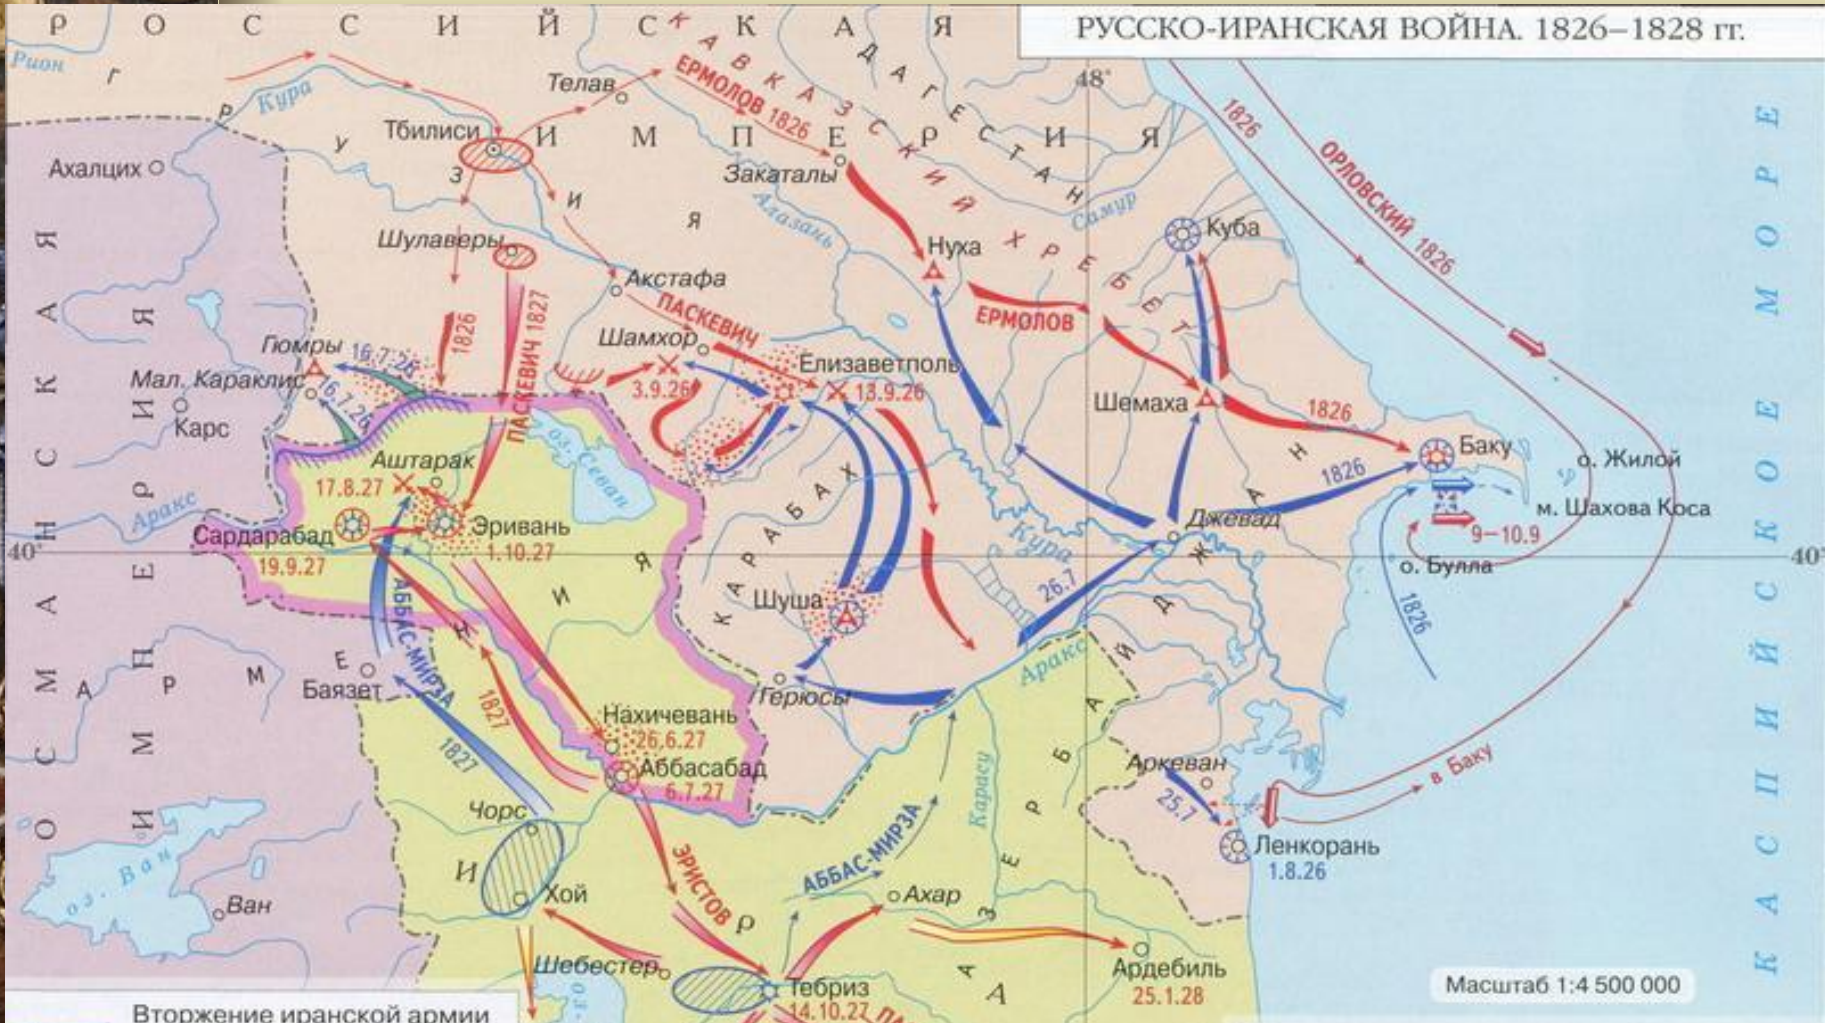 РУССКО-ИРАНСКАЯ ВОЙНА. 1826–1828 гг.
РОССИЙСКАЯ
ИМПЕРИЯ
КАВКАЗСКИЙ ХРЕБЕТ
ДАГЕСТАН
ГРУЗИЯ
48°
Рион
Кура
Телав
ЕРМОЛОВ 1826
Тбилиси
Ахалцих
Закаталы
Алазань
Самур
1826
ОРЛОВСКИЙ 1826
Шулаверы
Куба
Нуха
Акстафа
ПАСКЕВИЧ
ЕРМОЛОВ
1826
ПАСКЕВИЧ 1827
Шамхор
3.9.26
Елизаветполь
13.9.26
Гюмры
16.7.26
Мал. Караклис
16.7.26
Карс
Шемаха
1826
Баку
1826
о. Жилой
м. Шахова Коса
9–10.9
о. Булла
1826
оз. Севан
Аштарак
17.8.27
Аракс
Сардарабад
19.9.27
Эривань
1.10.27
КАРАБАХ
Кура
Джевад
26.7
40°
40°
Шуша
АББАС-МИРЗА
Баязет
1827
1827
Герюсы
Аракс
Нахичевань
26.6.27
Аббасабад
6.7.27
Карасу
Аркеван
25.7
в Баку
Ленкорань
1.8.26
Чорс
Хой
ЭРИСТОВ
АББАС-МИРЗА
Ахар
оз. Ван
Ван
Шебестер
Тебриз
14.10.27
Ардебиль
25.1.28
ОСМАНСКАЯ
ИМПЕРИЯ
АРМЕНИЯ
АЗЕРБАЙДЖАН
ИРА
КАСПИЙСКОЕ МОРЕ
Масштаб 1:4 500 000
Вторжение иранской армии